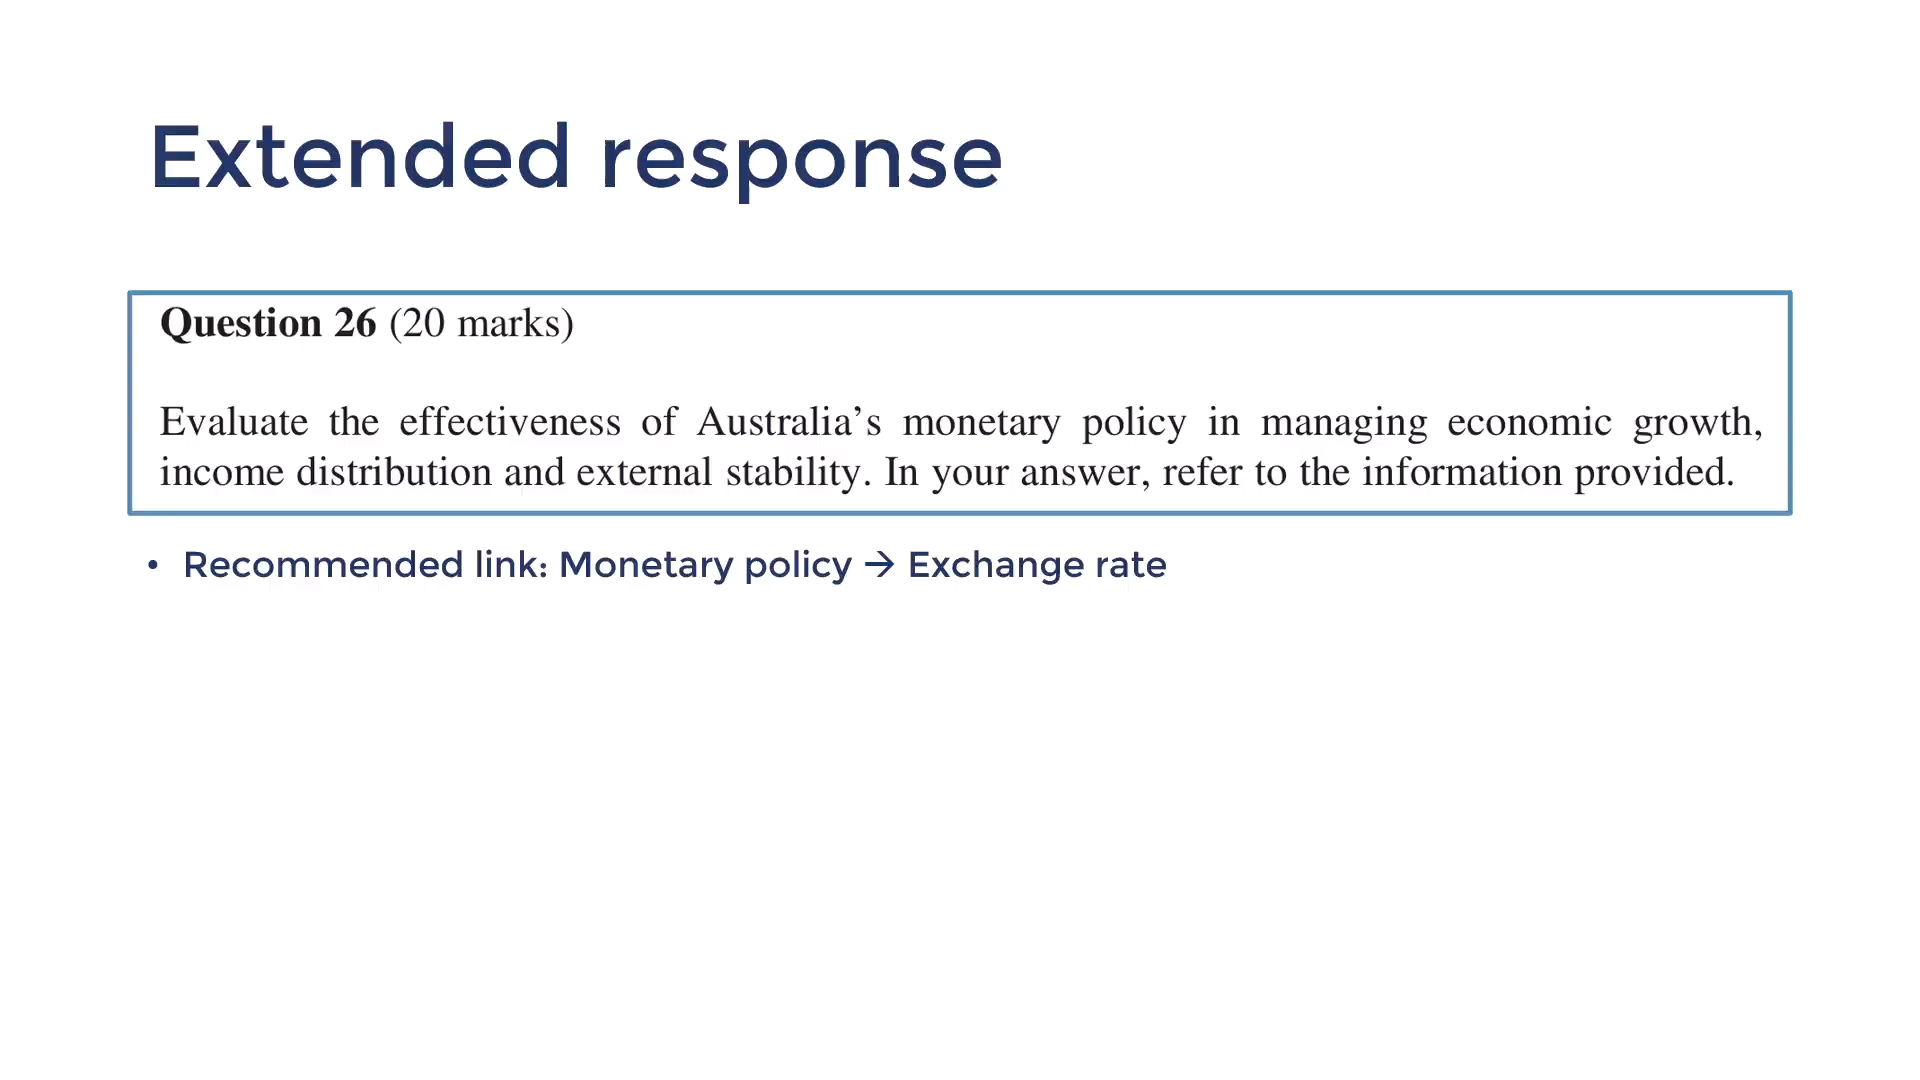 Extended response
Question 26 (20 marks)
Evaluate the effectiveness of Australia’s monetary policy in managing economic growth,
income distribution and external stability. In your answer, refer to the information provided.
• Recommended link: Monetary policy → Exchange rate